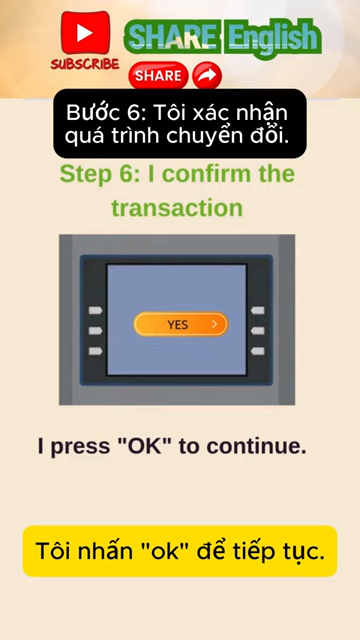 SHARE English
SUBSCRIBE
SHARE
Bước 6: Tôi xác nhận
quá trình chuyển đổi.
Step 6: I confirm the
transaction
YES
I press "OK" to continue.
Tôi nhấn "ok" để tiếp tục.